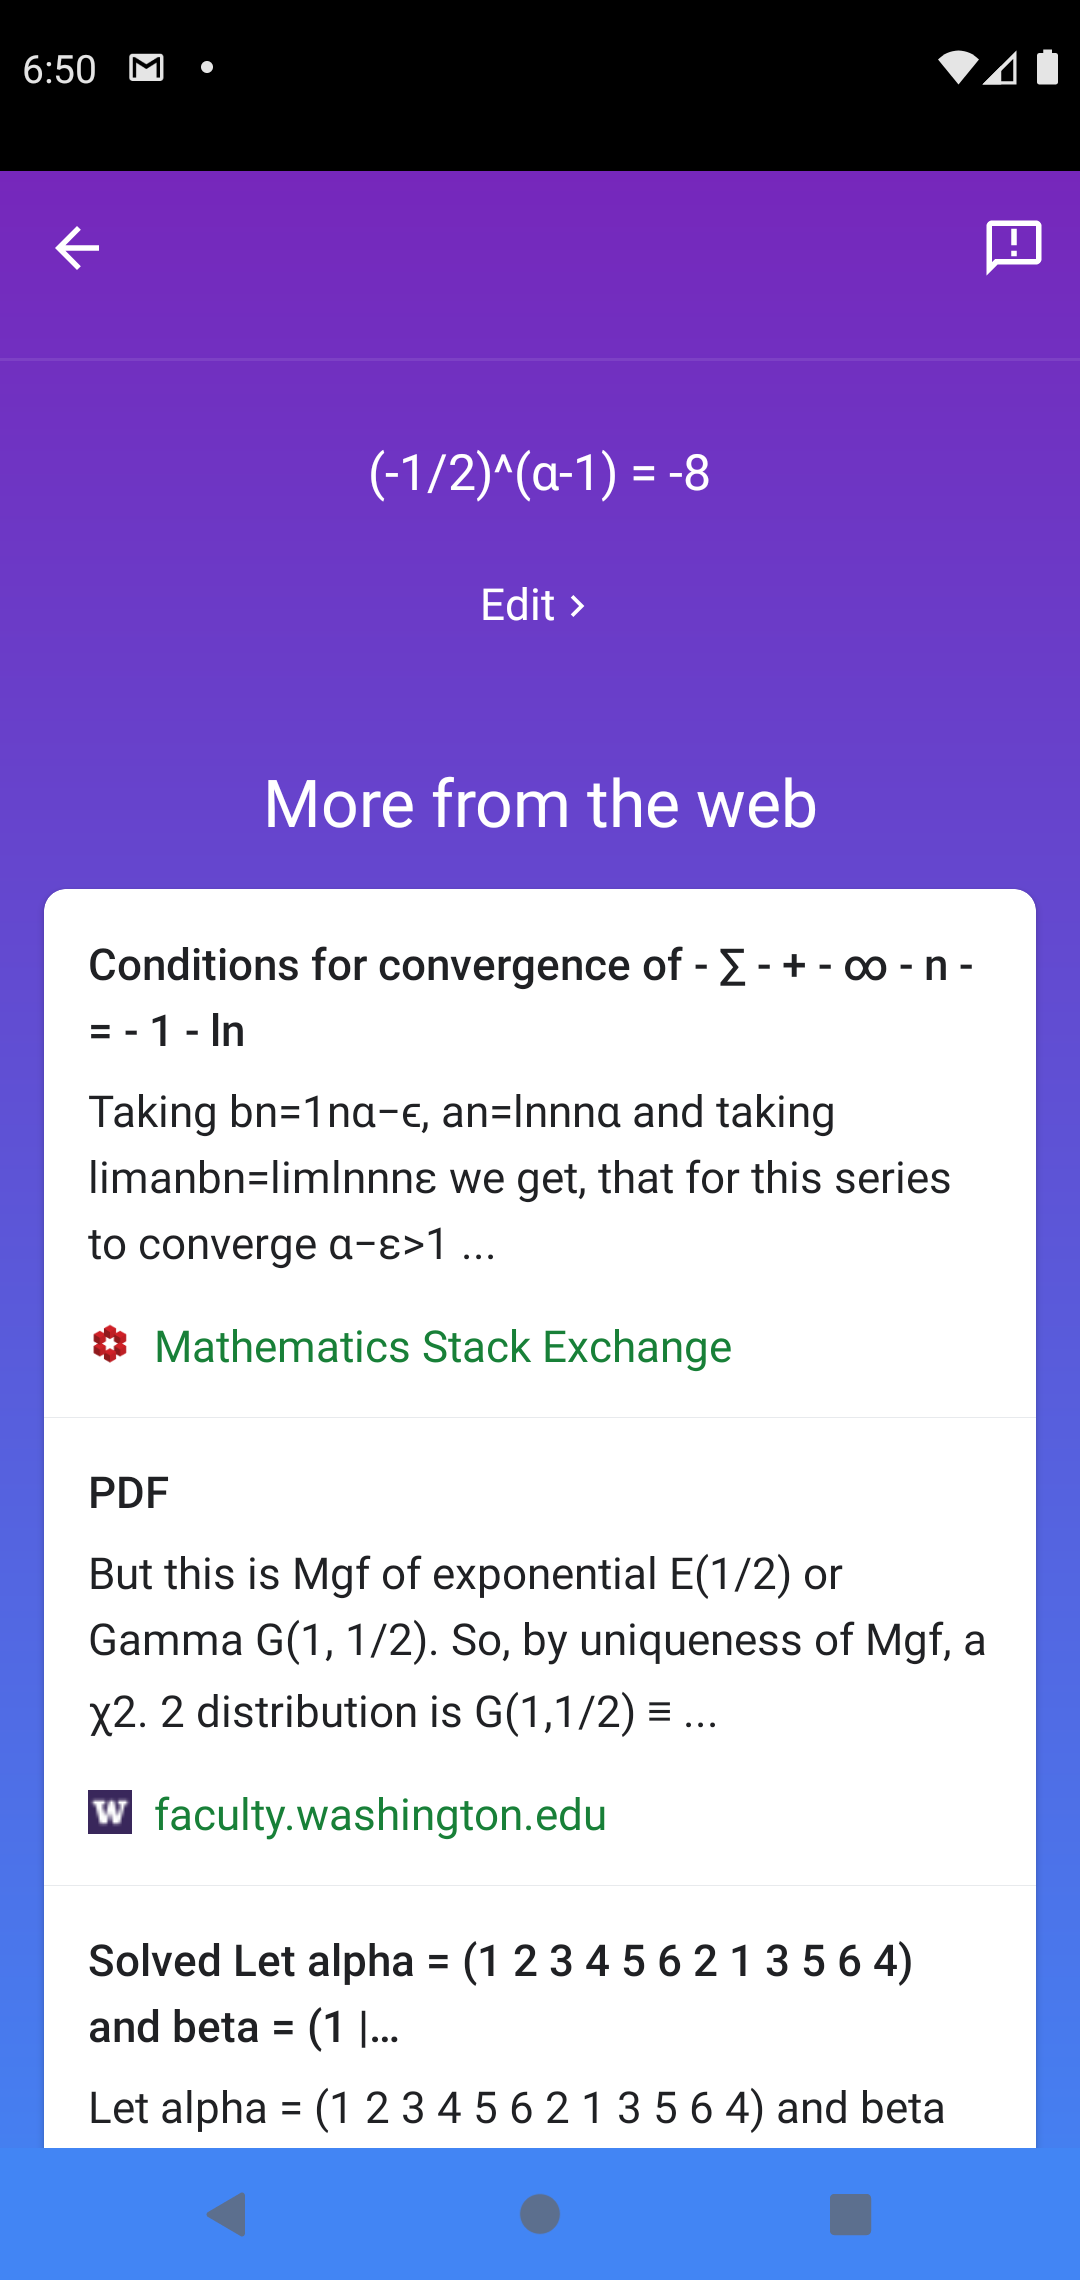 6:50
(-1/2)^(α-1) = -8
Edit >
More from the web
Conditions for convergence of - ∑ - + - ∞ - n -
= - 1 - ln
Taking bn=1nα−ϵ, an=lnnnα and taking
limanbn=limlnnnε we get, that for this series
to converge α−ε>1 ...
Mathematics Stack Exchange
PDF
But this is Mgf of exponential E(1/2) or
Gamma G(1, 1/2). So, by uniqueness of Mgf, a
χ2. 2 distribution is G(1,1/2) ≡ ...
W faculty.washington.edu
Solved Let alpha = (1 2 3 4 5 6 2 1 3 5 6 4)
and beta = (1 |...
Let alpha = (1 2 3 4 5 6 2 1 3 5 6 4) and beta